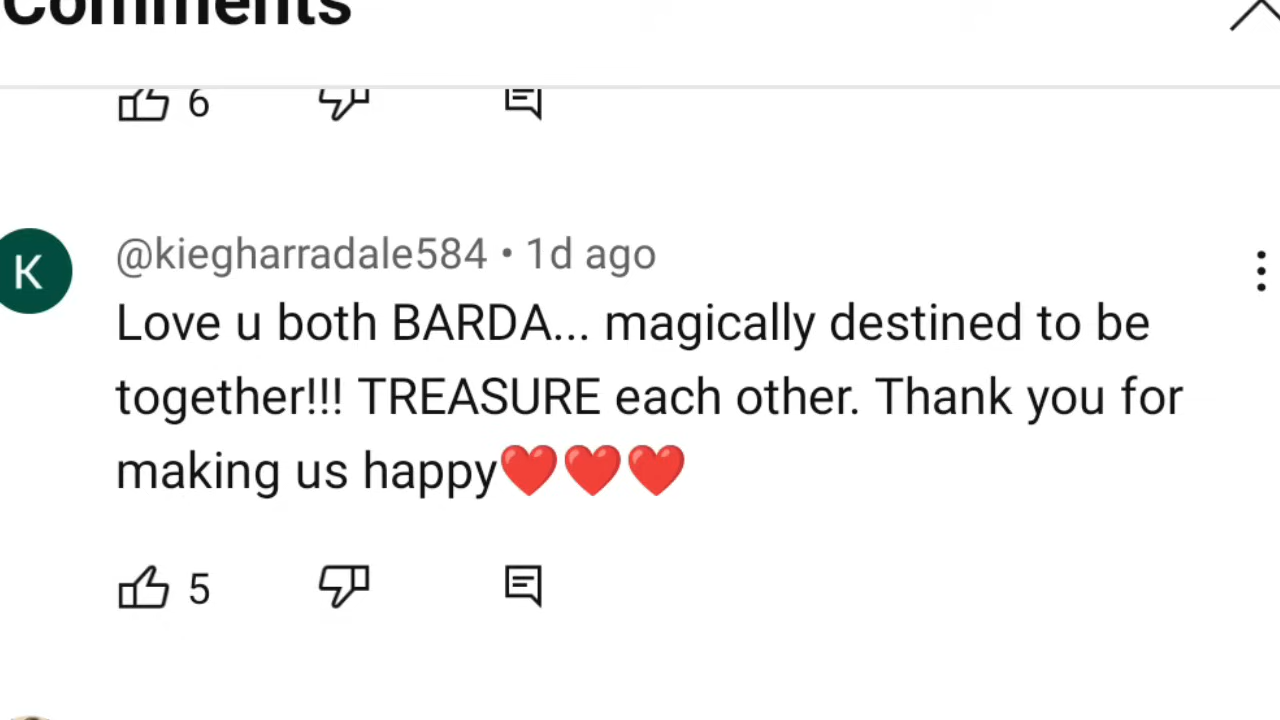 Comments
6
K
@kiegharradale584 • 1d ago
Love u both BARDA... magically destined to be
together!!! TREASURE each other. Thank you for
making us happy❤️❤️❤️
5